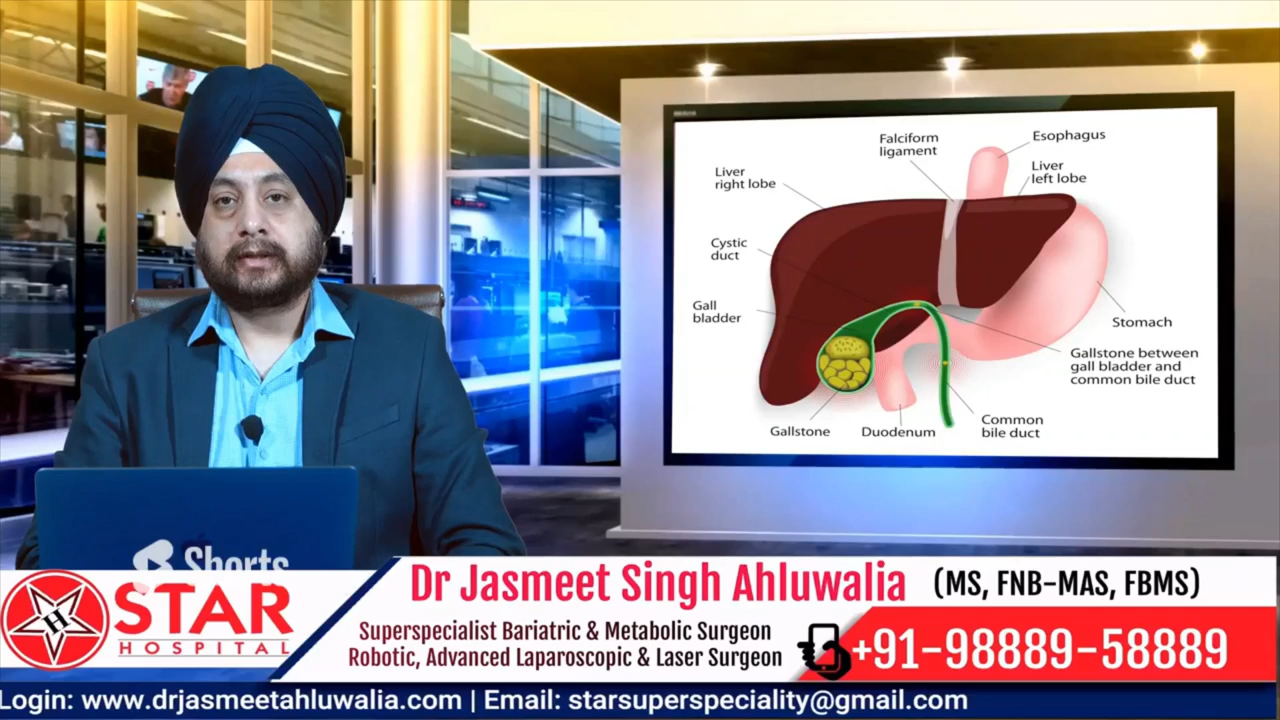 Falciform
ligament
Esophagus
Liver
right lobe
Liver
left lobe
Cystic
duct
Gall
bladder
Stomach
Gallstone between
gall bladder and
common bile duct
Common
bile duct
Gallstone
Duodenum
Shorts
STAR
HOSPITAL
H
Dr Jasmeet Singh Ahluwalia (MS, FNB-MAS, FBMS)
Superspecialist Bariatric & Metabolic Surgeon
Robotic, Advanced Laparoscopic & Laser Surgeon
+91-98889-58889
Login: www.drjasmeetahluwalia.com | Email: starsuperspeciality@gmail.com